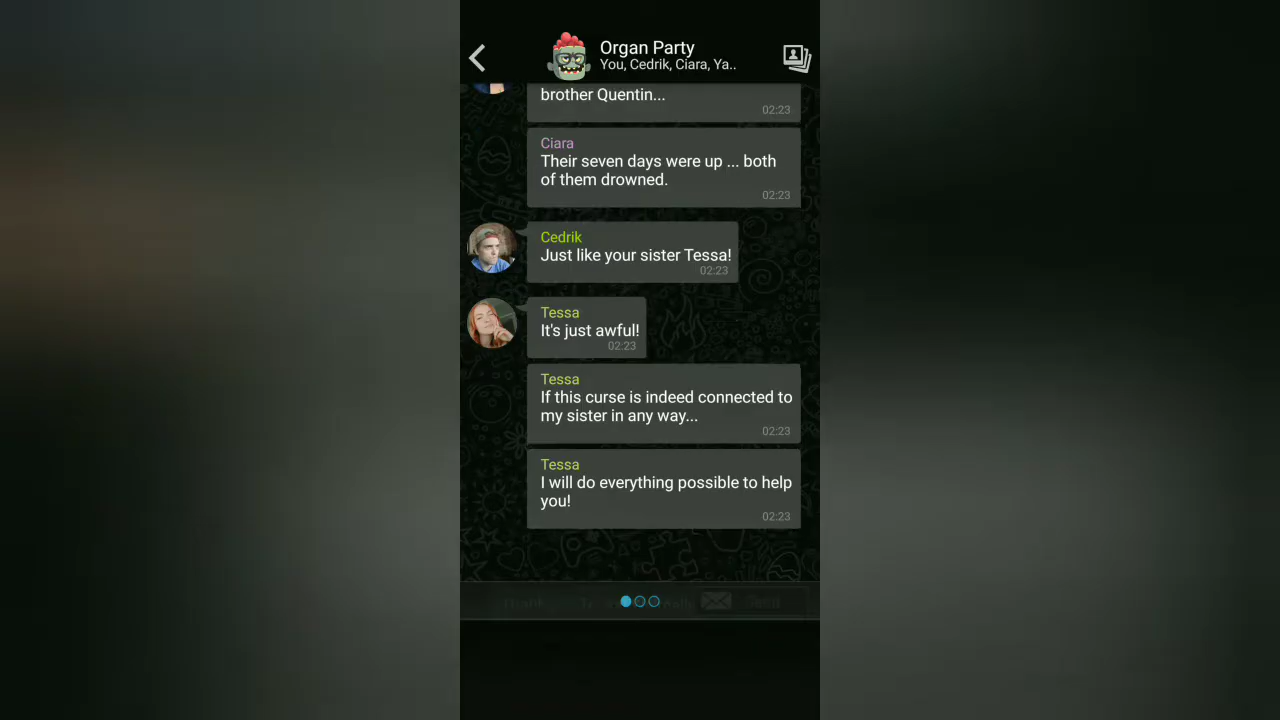 Organ Party
You, Cedrik, Ciara, Ya..
brother Quentin...
02:23
Ciara
Their seven days were up ... both
of them drowned.
02:23
Cedrik
Just like your sister Tessa!
02:23
Tessa
It's just awful!
02:23
Tessa
If this curse is indeed connected to
my sister in any way...
02:23
Tessa
I will do everything possible to help
you!
02:23
Send